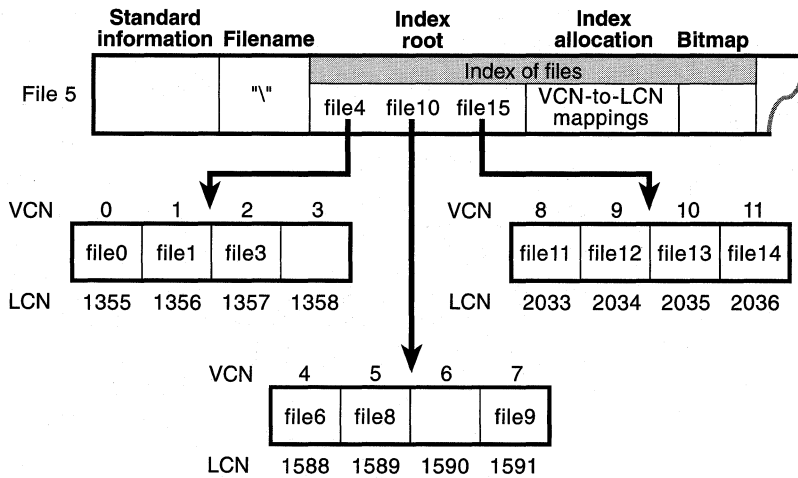 Standard information
Filename
Index root
Index allocation
Bitmap
Index of files
File 5
"\"
file4 file10 file15
VCN-to-LCN mappings
VCN 0 1 2 3
file0 file1 file3
LCN 1355 1356 1357 1358
VCN 8 9 10 11
file11 file12 file13 file14
LCN 2033 2034 2035 2036
VCN 4 5 6 7
file6 file8 file9
LCN 1588 1589 1590 1591